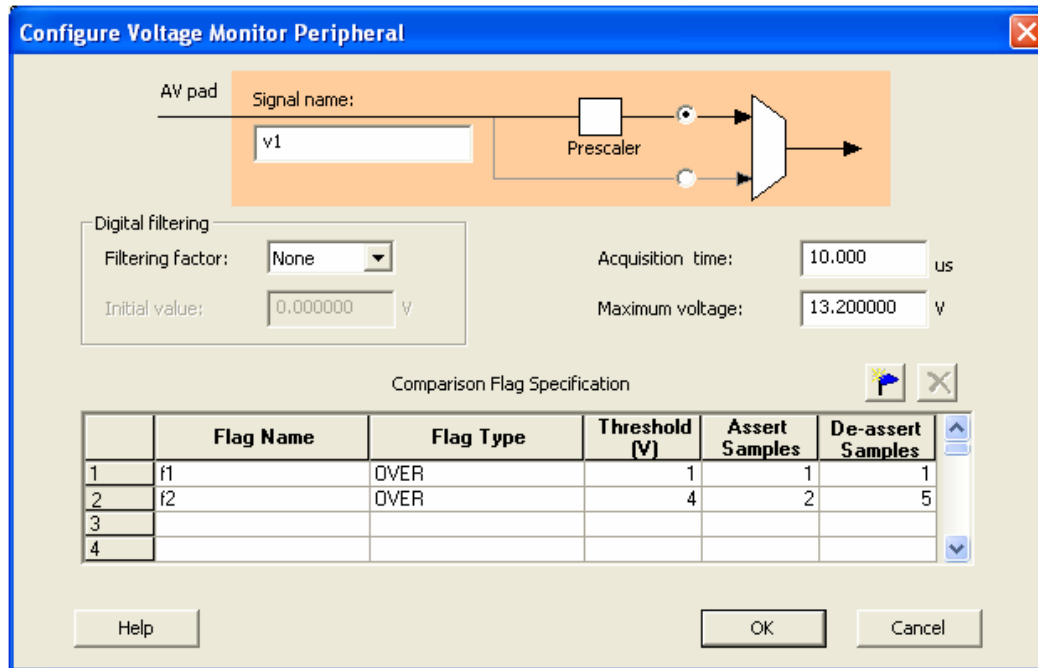 Configure Voltage Monitor Peripheral
AV pad
Signal name:
v1
Prescaler
Digital filtering
Filtering factor: None
Initial value: 0.000000 V
Acquisition time: 10.000 us
Maximum voltage: 13.200000 V
Comparison Flag Specification
Flag Name Flag Type Threshold (V) Assert Samples De-assert Samples
1 f1 OVER 1 1 1
2 f2 OVER 4 2 5
3
4
Help OK Cancel